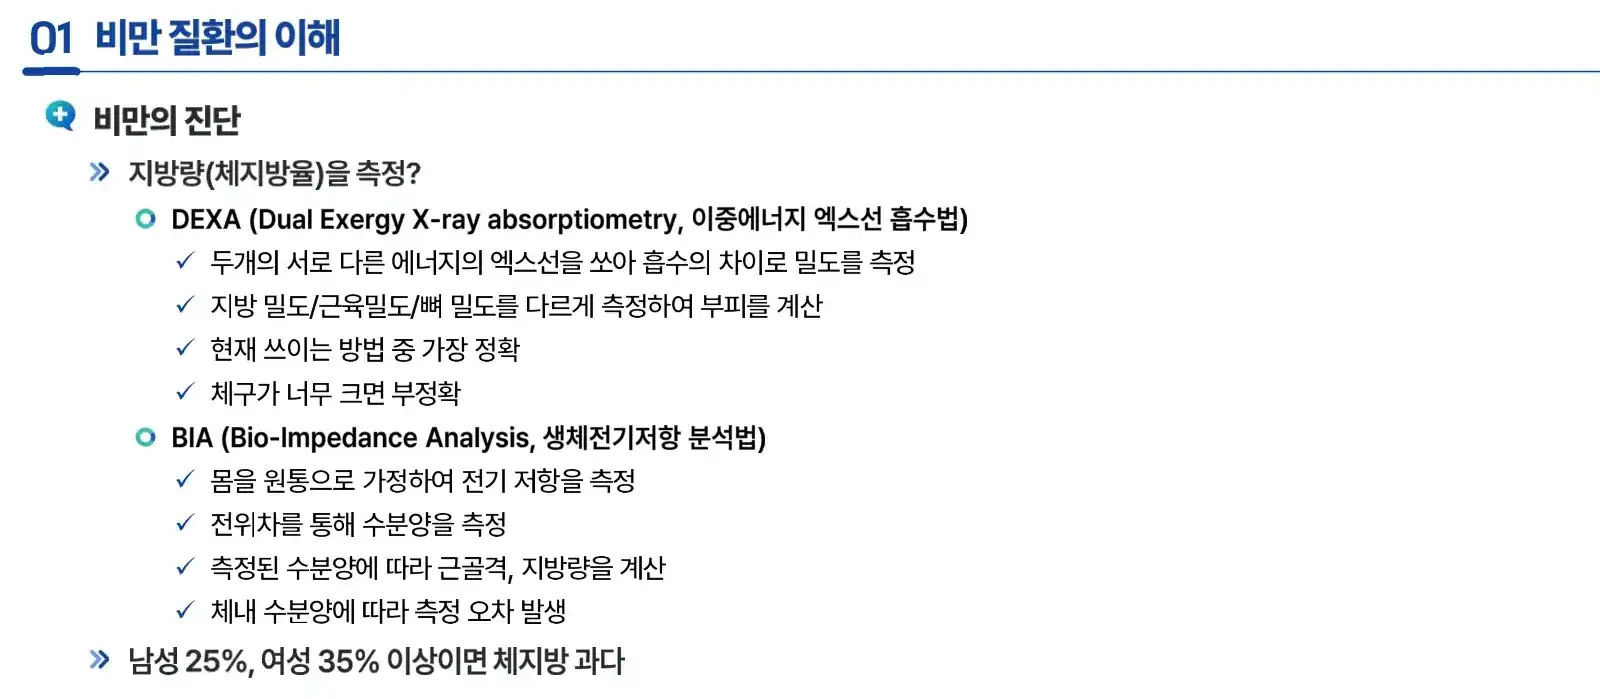 01 비만 질환의 이해
비만의 진단
지방량(체지방율)을 측정?
DEXA (Dual Exergy X-ray absorptiometry, 이중에너지 엑스선 흡수법)
두개의 서로 다른 에너지의 엑스선을 쏘아 흡수의 차이로 밀도를 측정
지방 밀도/근육밀도/뼈 밀도를 다르게 측정하여 부피를 계산
현재 쓰이는 방법 중 가장 정확
체구가 너무 크면 부정확
BIA (Bio-Impedance Analysis, 생체전기저항 분석법)
몸을 원통으로 가정하여 전기 저항을 측정
전위차를 통해 수분양을 측정
측정된 수분양에 따라 근골격, 지방량을 계산
체내 수분양에 따라 측정 오차 발생
남성 25%, 여성 35% 이상이면 체지방 과다